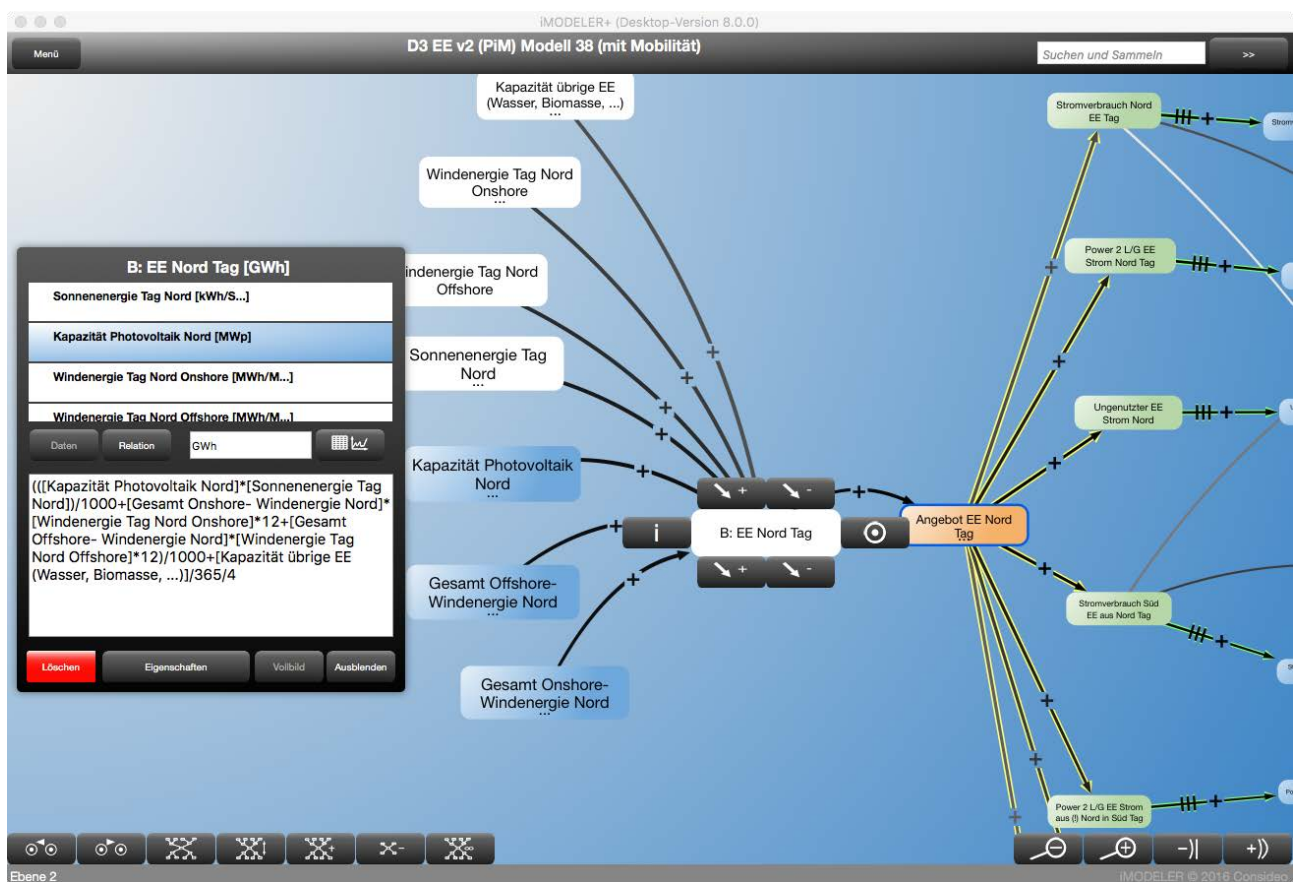 iMODELER+ (Desktop-Version 8.0.0)
Menü
D3 EE v2 (PiM) Modell 38 (mit Mobilität)
Suchen und Sammeln
>>
Kapazität übrige EE
(Wasser, Biomasse, ...)
...
Windenergie Tag Nord
Onshore
...
indenergie Tag Nord
Offshore
...
Sonnenenergie Tag
Nord
...
Kapazität Photovoltaik
Nord
...
Gesamt Offshore-
Windenergie Nord
...
Gesamt Onshore-
Windenergie Nord
...
B: EE Nord Tag [GWh]
Sonnenenergie Tag Nord [kWh/S...]
Kapazität Photovoltaik Nord [MWp]
Windenergie Tag Nord Onshore [MWh/M...]
Windenergie Tag Nord Offshore [MWh/M...]
Daten
Relation
GWh
(([Kapazität Photovoltaik Nord]*[Sonnenenergie Tag
Nord])/1000+[Gesamt Onshore- Windenergie Nord]*
[Windenergie Tag Nord Onshore]*12+[Gesamt
Offshore- Windenergie Nord]*[Windenergie Tag
Nord Offshore]*12)/1000+[Kapazität übrige EE
(Wasser, Biomasse, ...)]/365/4
Löschen
Eigenschaften
Vollbild
Ausblenden
i
B: EE Nord Tag
Angebot EE Nord
Tag
...
Stromverbrauch Nord
EE Tag
Power 2 L/G EE
Strom Nord Tag
Ungenutzter EE
Strom Nord
Stromverbrauch Süd
EE aus Nord Tag
Power 2 L/G EE Strom
aus (!) Nord in Süd Tag
Ebene 2
iMODELER © 2016 Consideo